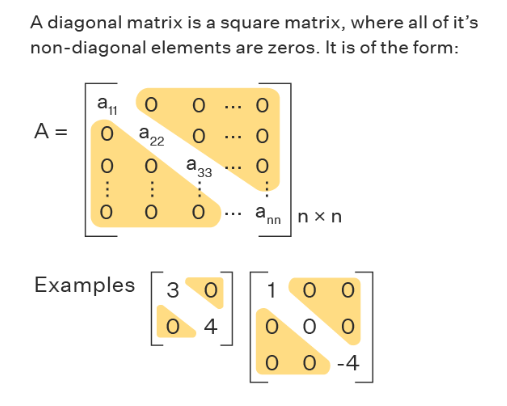 A diagonal matrix is a square matrix, where all of it's
non-diagonal elements are zeros. It is of the form:
a11 0 0 ... 0
A = 0 a22 0 ... 0
0 0 a33 ... 0
⋮ ⋮ ⋮ ⋮
0 0 0 ... ann n x n
Examples 3 0 1 0 0
0 4 0 0 0
0 0 -4